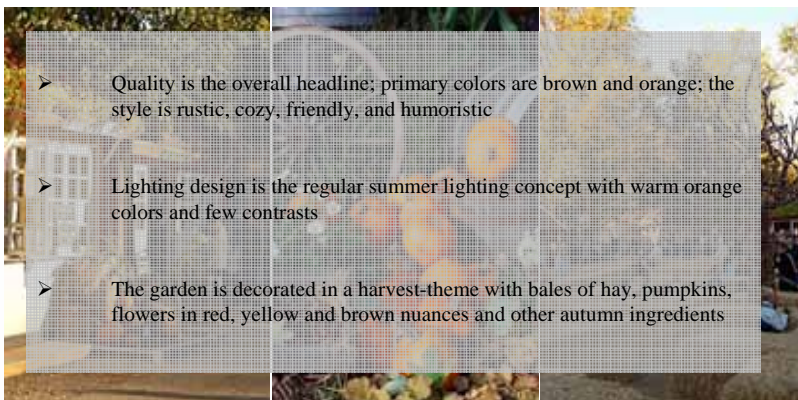 ➢ Quality is the overall headline; primary colors are brown and orange; the
style is rustic, cozy, friendly, and humoristic
➢ Lighting design is the regular summer lighting concept with warm orange
colors and few contrasts
➢ The garden is decorated in a harvest-theme with bales of hay, pumpkins,
flowers in red, yellow and brown nuances and other autumn ingredients